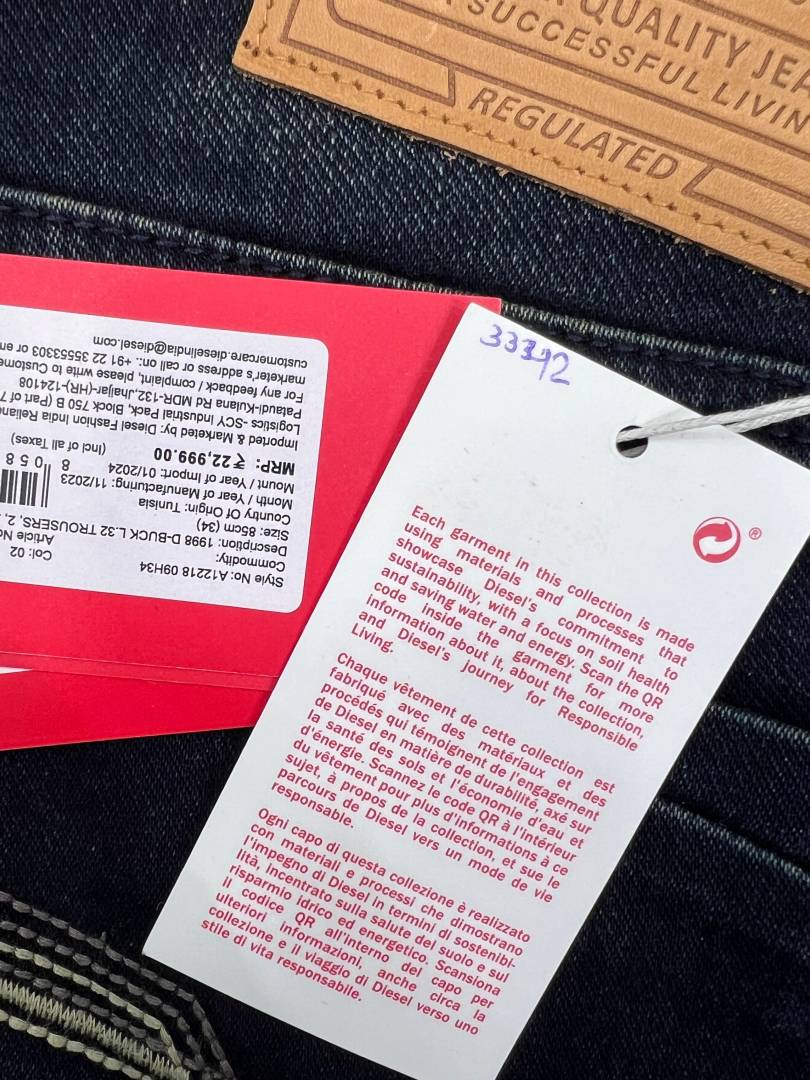 QUALITY JEA
SUCCESSFUL LIVIN
REGULATED
33342
®
Each garment in this collection is made
using materials and processes that
showcase Diesel's commitment to
sustainability, with a focus on soil health
and saving water and energy. Scan the QR
code inside the garment for more
information about it, about the collection,
and Diesel's journey for Responsible
Living.
Chaque vêtement de cette collection est
fabriqué avec des matériaux et des
procédés qui témoignent de l'engagement
de Diesel en matière de durabilité, axé sur
la santé des sols et l'économie d'eau et
d'énergie. Scannez le code QR à l'intérieur
du vêtement pour plus d'informations à ce
sujet, à propos de la collection, et sue le
parcours de Diesel vers un mode de vie
responsable.
Ogni capo di questa collezione è realizzato
con materiali e processi che dimostrano
l'impegno di Diesel in termini di sostenibi-
lità, incentrato sulla salute del suolo e sul
risparmio idrico ed energetico. Scansiona
il codice QR all'interno del capo per
ulteriori informazioni, anche circa la
collezione e il viaggio di Diesel verso uno
stile di vita responsabile.
Style No: A12218 09H34
Col: 02
Commodity:
Article No
Description: 1998 D-BUCK L.32 TROUSERS, 2,
Size: 85cm (34)
Country Of Origin: Tunisia
Month / Year of Manufacturing: 11/2023
Mount / Year of Import: 01/2024
8 058
MRP: ₹ 22,999.00 (Incl of all Taxes)
Imported & Marketed by: Diesel Fashion India Relian
Logistics -SCY Industrial Pack, Block 750 B (Part of 7
Pataudi-Kulana Rd MDR-132,Jhajjar-(HR)-124108
For any feedback / complaint, please write to Custome
marketer's address or call on:. +91 22 35553303 or em
customercare.dieselindia@diesel.com